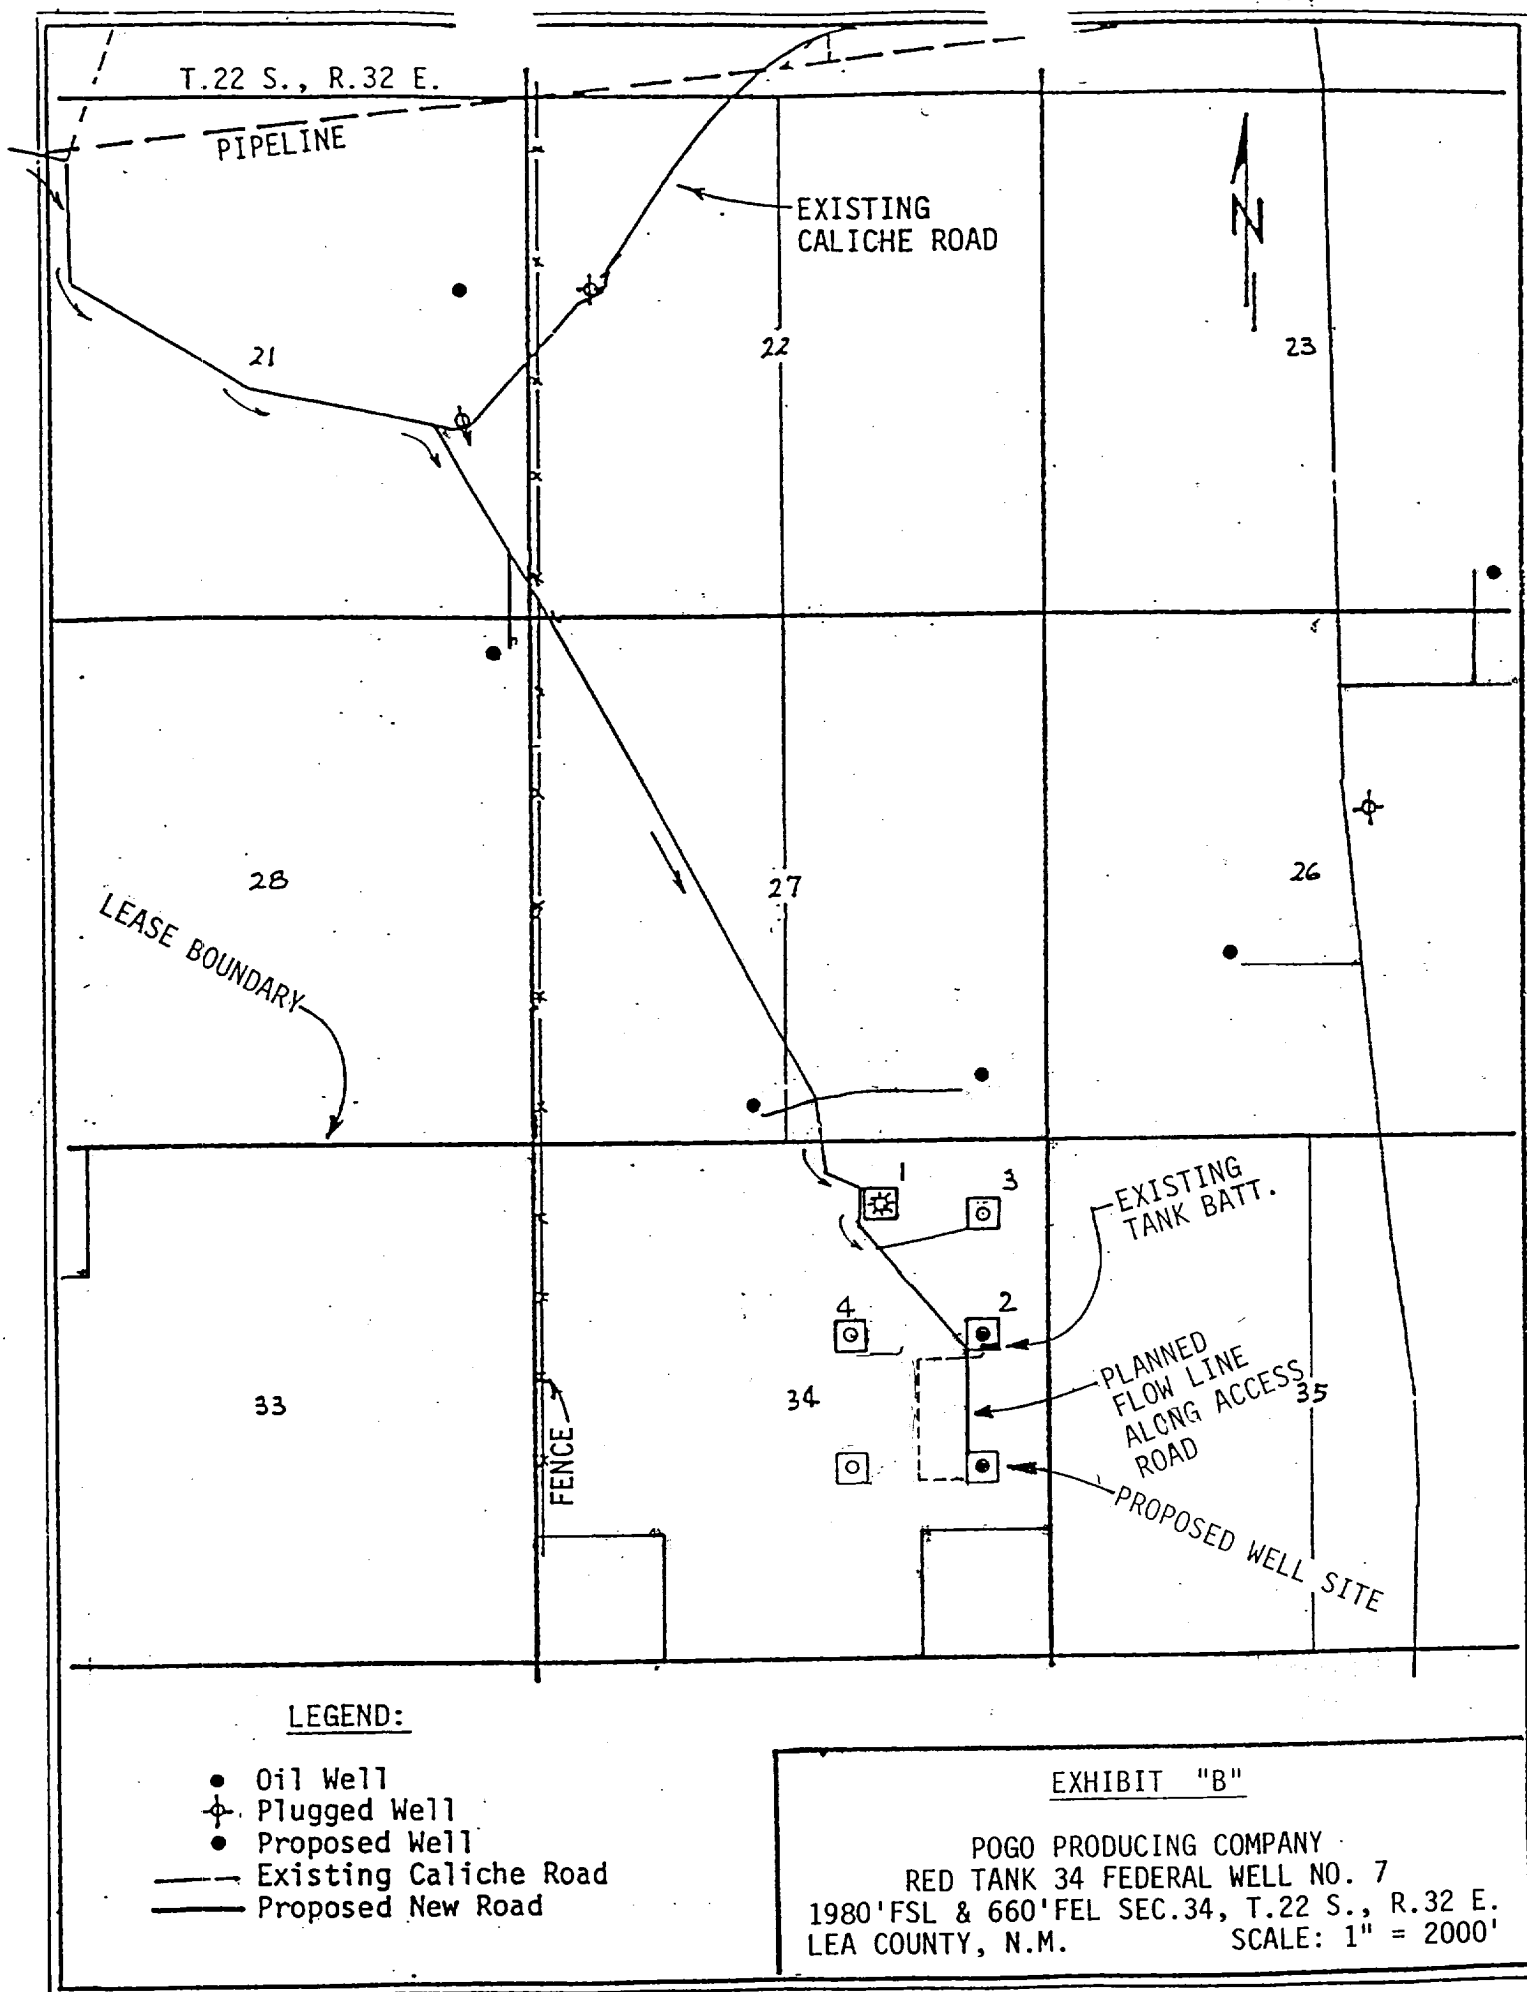 T.22 S., R.32 E.
PIPELINE
EXISTING
CALICHE ROAD
N
21
22
23
28
27
26
LEASE BOUNDARY
1
3
EXISTING
TANK BATT.
4
2
PLANNED
FLOW LINE
ALONG ACCESS
ROAD
33
34
35
FENCE
PROPOSED WELL SITE
LEGEND:
Oil Well
Plugged Well
Proposed Well
Existing Caliche Road
Proposed New Road
EXHIBIT "B"
POGO PRODUCING COMPANY
RED TANK 34 FEDERAL WELL NO. 7
1980'FSL & 660'FEL SEC.34, T.22 S., R.32 E.
LEA COUNTY, N.M. SCALE: 1" = 2000'